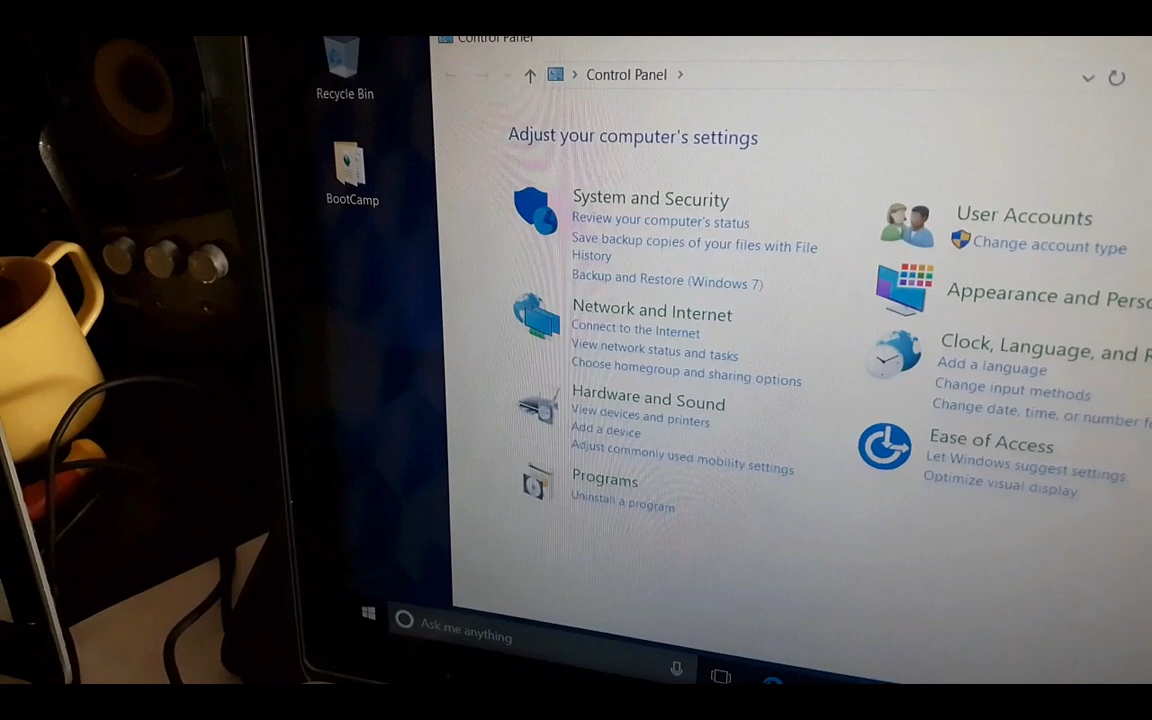 Control Panel
Recycle Bin
Control Panel
Adjust your computer's settings
BootCamp
System and Security
Review your computer's status
Save backup copies of your files with File
History
Backup and Restore (Windows 7)
Network and Internet
Connect to the Internet
View network status and tasks
Choose homegroup and sharing options
Hardware and Sound
View devices and printers
Add a device
Adjust commonly used mobility settings
Programs
Uninstall a program
User Accounts
Change account type
Appearance and Perso
Clock, Language, and R
Add a language
Change input methods
Change date, time, or number fo
Ease of Access
Let Windows suggest settings
Optimize visual display
Ask me anything